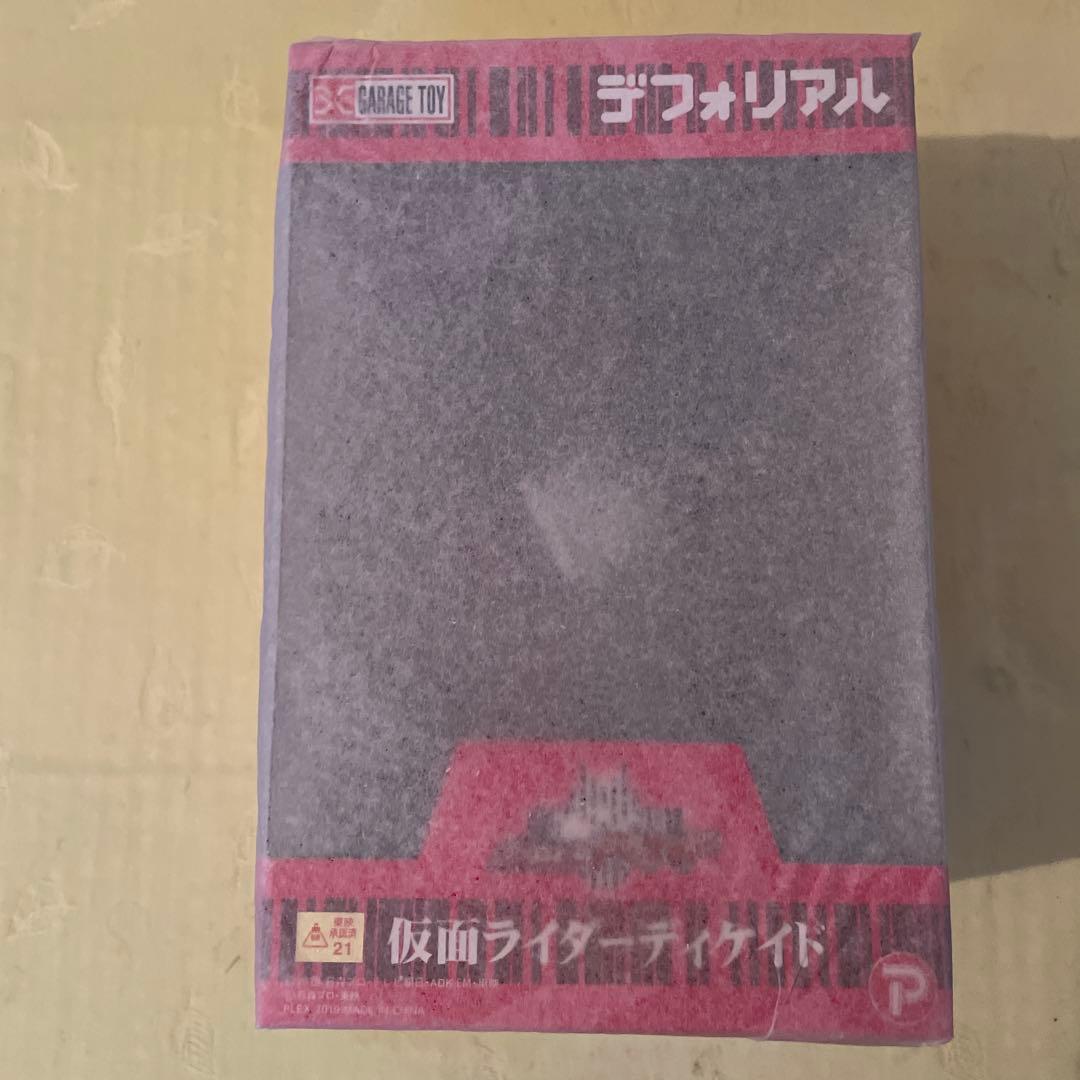 GARAGE TOY
デフォリアル
東映
承認済
21
仮面ライダーディケイド
PLEX 2019 MADE IN CHINA